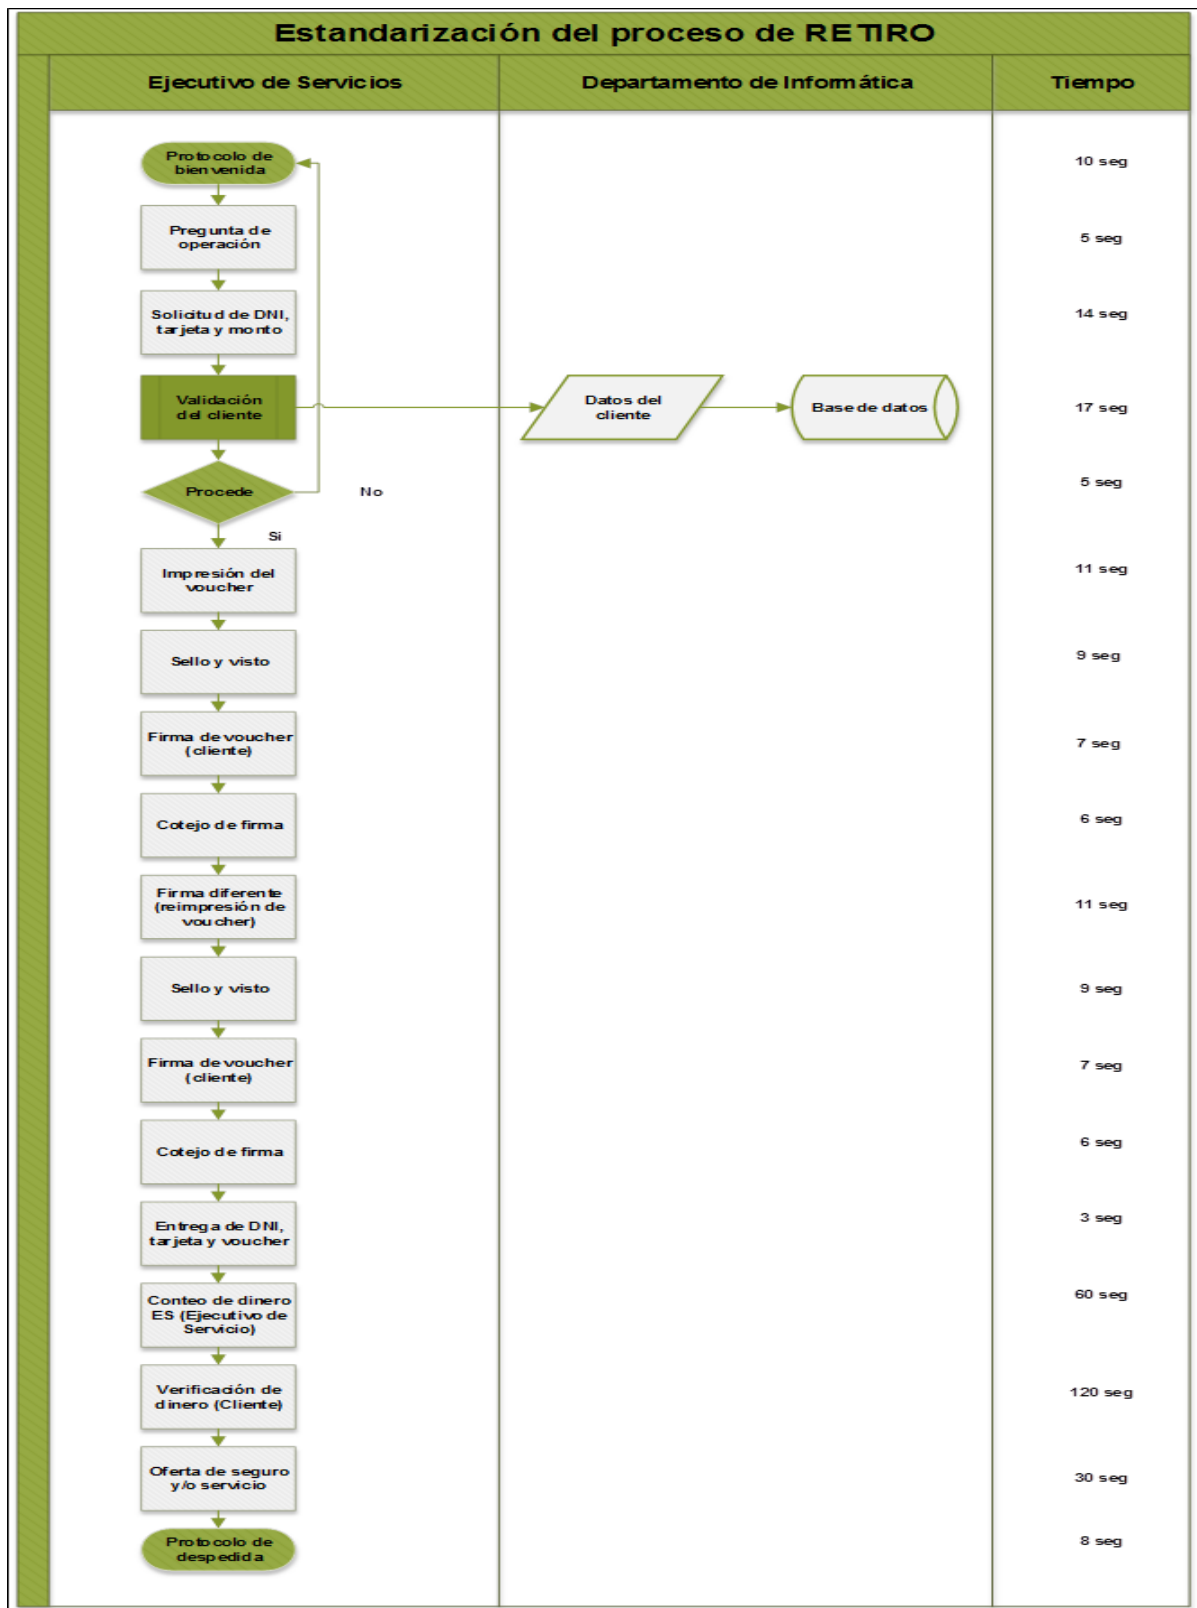 Estandarización del proceso de RETIRO
Ejecutivo de Servicios
Departamento de Informática
Tiempo
Protocolo de
bienvenida
10 seg
Pregunta de
operación
5 seg
Solicitud de DNI,
tarjeta y monto
14 seg
Validación
del cliente
Datos del
cliente
Base de datos
17 seg
Procede
No
5 seg
Si
Impresión del
voucher
11 seg
Sello y visto
9 seg
Firma de voucher
(cliente)
7 seg
Cotejo de firma
6 seg
Firma diferente
(reimpresión de
voucher)
11 seg
Sello y visto
9 seg
Firma de voucher
(cliente)
7 seg
Cotejo de firma
6 seg
Entrega de DNI,
tarjeta y voucher
3 seg
Conteo de dinero
ES (Ejecutivo de
Servicio)
60 seg
Verificación de
dinero (Cliente)
120 seg
Oferta de seguro
y/o servicio
30 seg
Protocolo de
despedida
8 seg